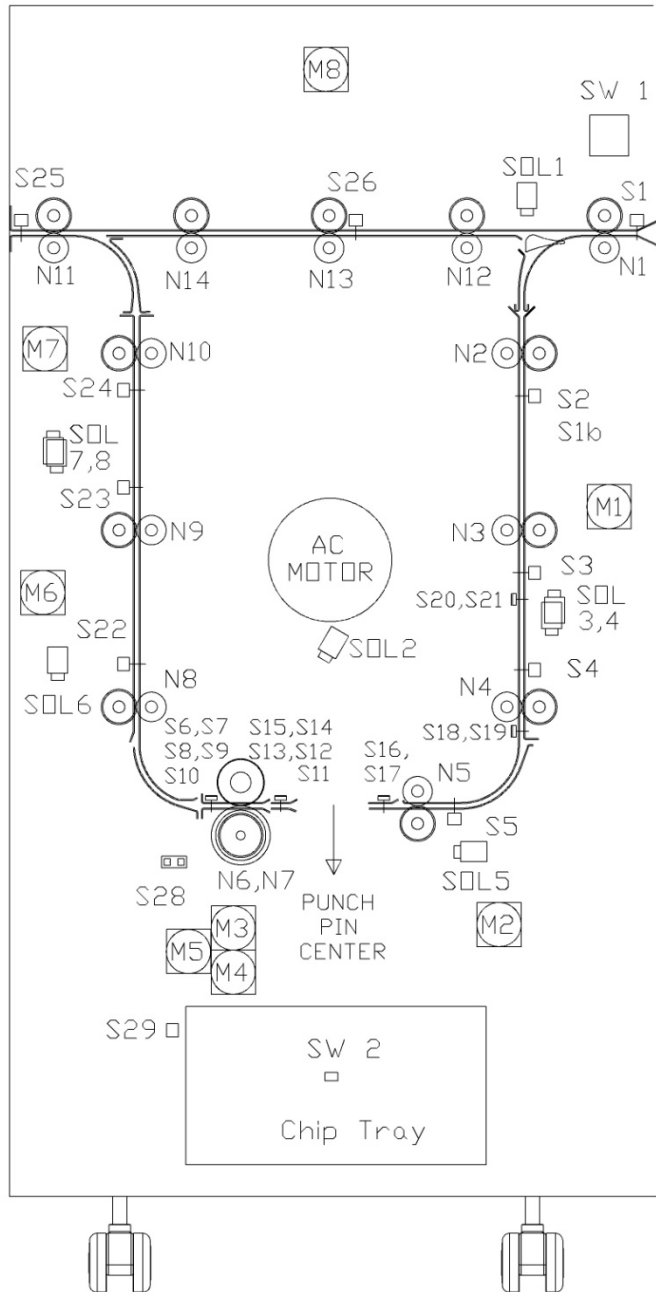 M8
SW 1
SOL1
S25
S26
S1
N11
N14
N13
N12
N1
M7
N10
N2
S24
S2
S1b
SOL
7,8
S23
M1
N9
AC
MOTOR
N3
S3
M6
S20,S21
SOL
3,4
S22
SOL2
S4
SOL6
N8
N4
S6,S7
S8,S9
S10
S15,S14
S13,S12
S11
S16,
S17
S18,S19
N5
S5
S28
N6,N7
SOL5
PUNCH
PIN
CENTER
M3
M5
M4
M2
S29
SW 2
Chip Tray